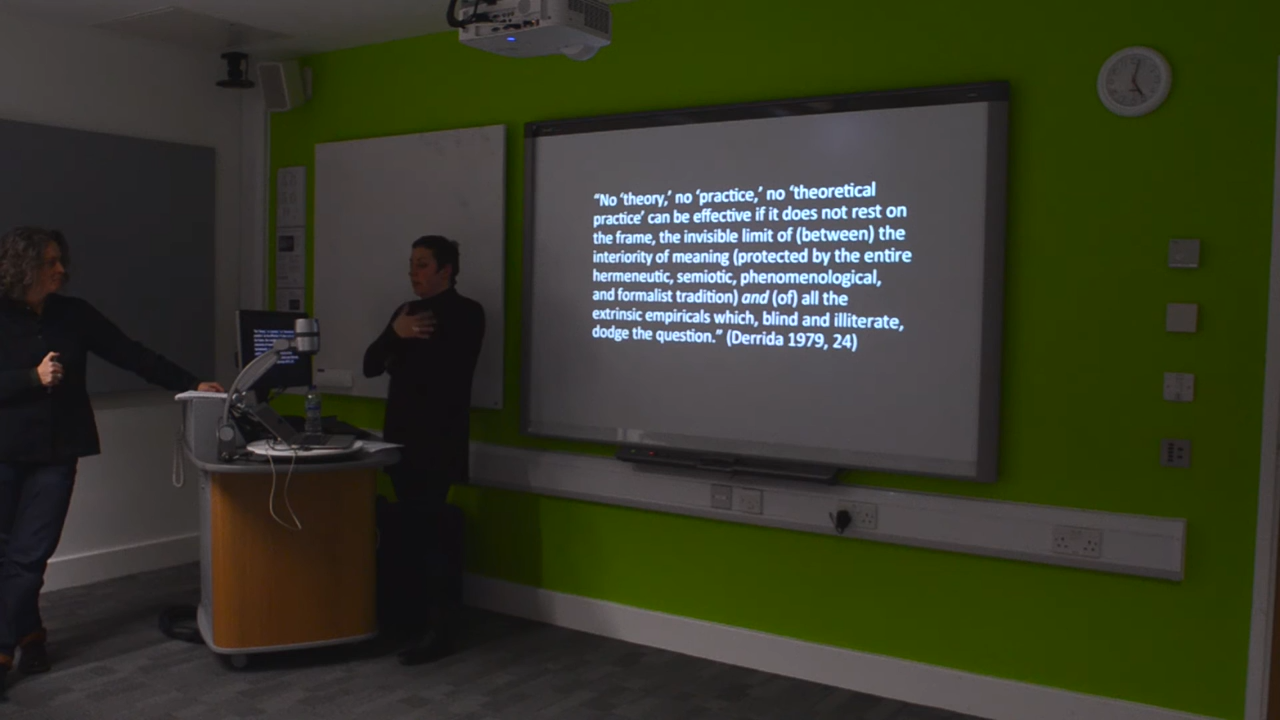 “No ‘theory,’ no ‘practice,’ no ‘theoretical
practice’ can be effective if it does not rest on
the frame, the invisible limit of (between) the
interiority of meaning (protected by the entire
hermeneutic, semiotic, phenomenological,
and formalist tradition) and (of) all the
extrinsic empiricals which, blind and illiterate,
dodge the question.” (Derrida 1979, 24)